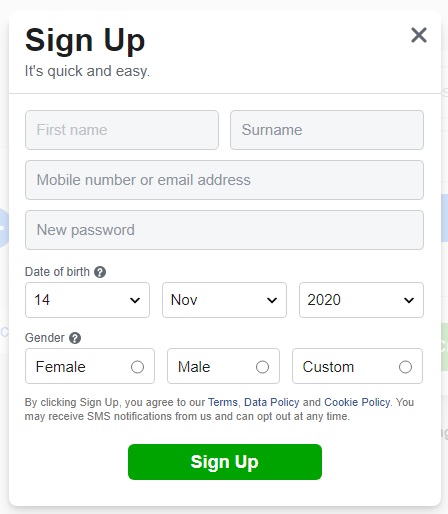 Sign Up
It's quick and easy.
First name Surname
Mobile number or email address
New password
Date of birth
14 Nov 2020
Gender
Female Male Custom
By clicking Sign Up, you agree to our Terms, Data Policy and Cookie Policy. You
may receive SMS notifications from us and can opt out at any time.
Sign Up